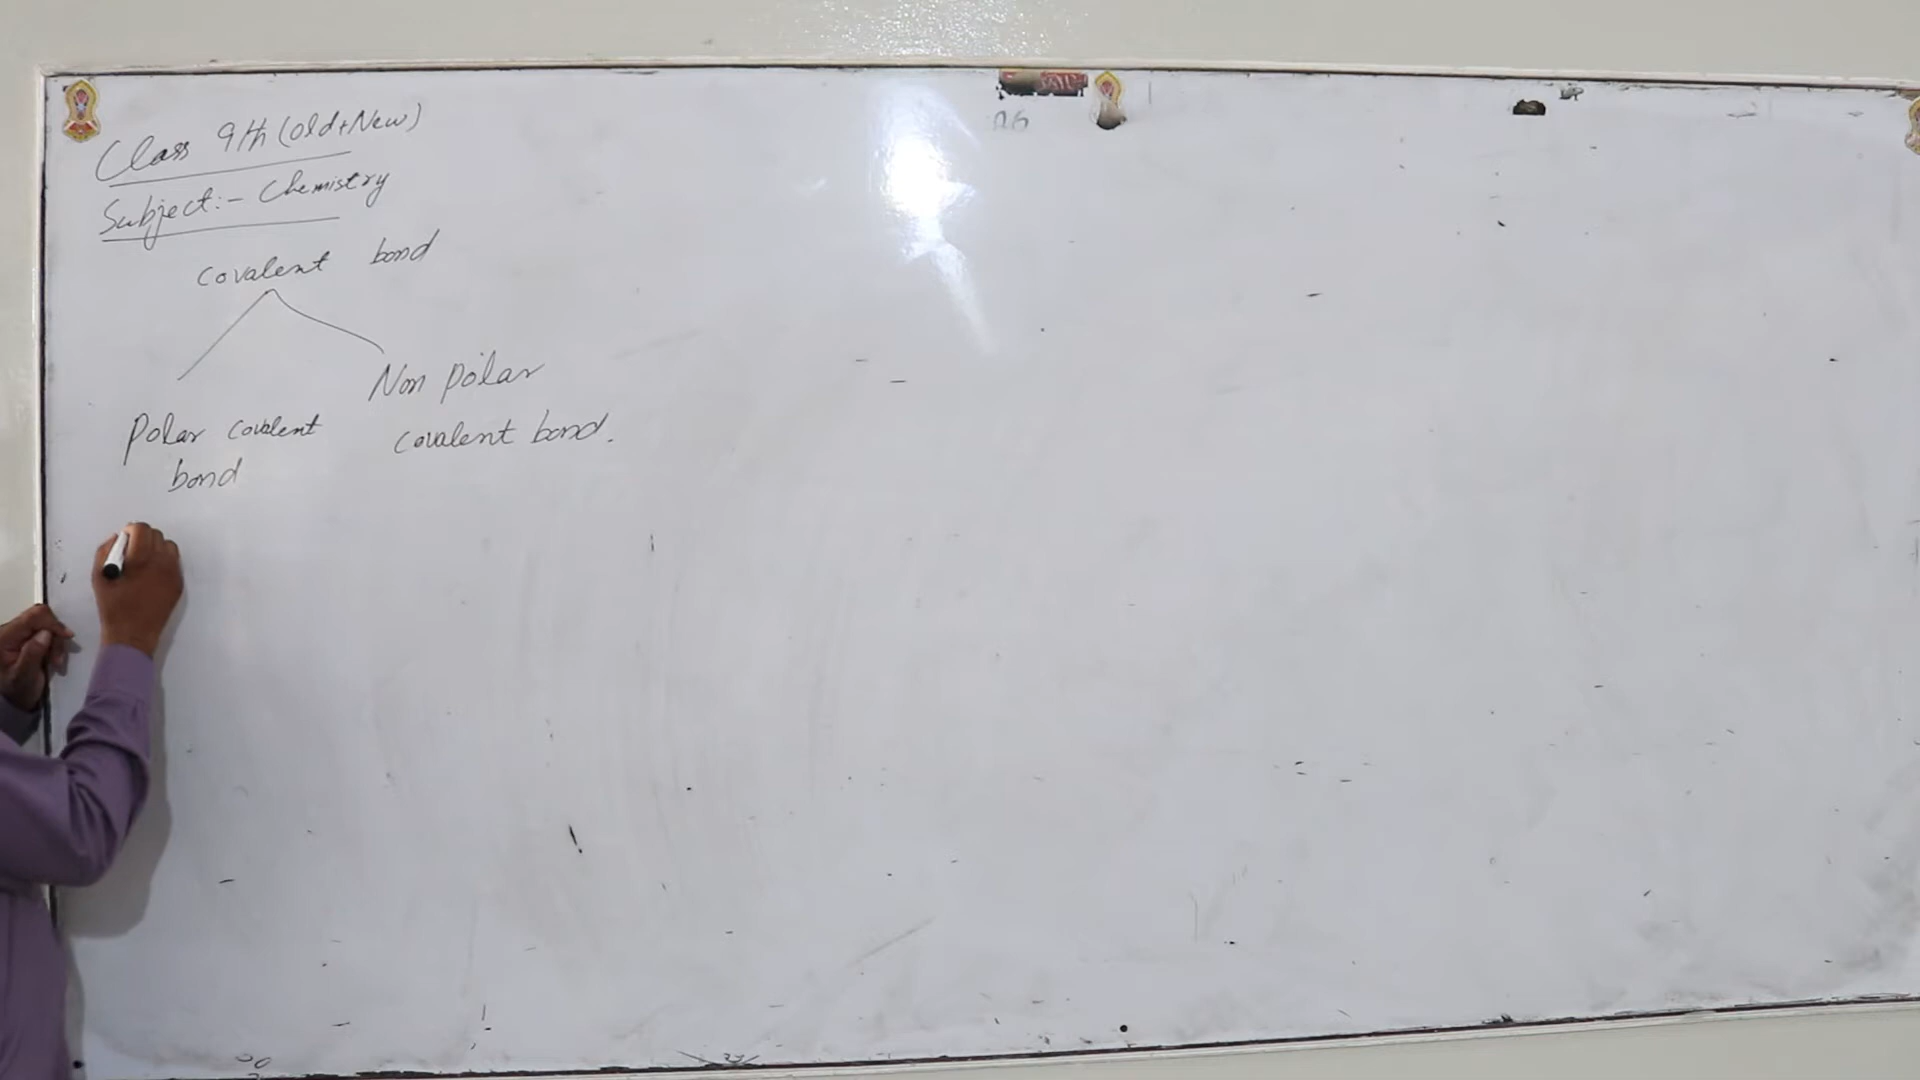 Class 9th (old+New)
Subject:- Chemistry
covalent bond
Non polar
covalent bond.
Polar covalent
bond